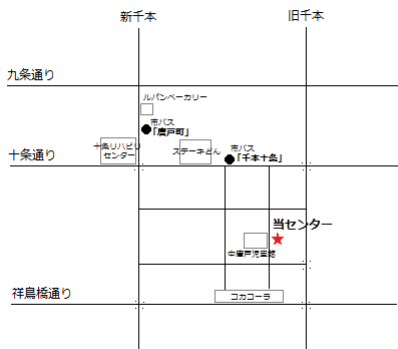 新千本
旧千本
九条通り
ルパンベーカリー
市バス
「唐戸町」
十条リハビリ
センター
ステーキどん
市バス
「千本十条」
十条通り
当センター
中唐戸児童館
祥鳥橋通り
コカコーラ